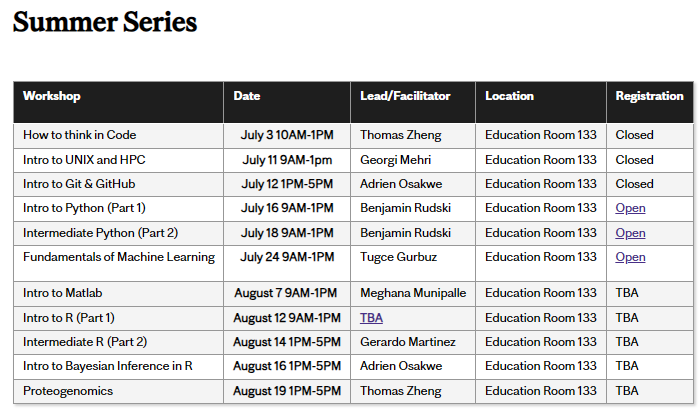 Summer Series
Workshop Date Lead/Facilitator Location Registration
How to think in Code July 3 10AM-1PM Thomas Zheng Education Room 133 Closed
Intro to UNIX and HPC July 11 9AM-1pm Georgi Mehri Education Room 133 Closed
Intro to Git & GitHub July 12 1PM-5PM Adrien Osakwe Education Room 133 Closed
Intro to Python (Part 1) July 16 9AM-1PM Benjamin Rudski Education Room 133 Open
Intermediate Python (Part 2) July 18 9AM-1PM Benjamin Rudski Education Room 133 Open
Fundamentals of Machine Learning July 24 9AM-1PM Tugce Gurbuz Education Room 133 Open
Intro to Matlab August 7 9AM-1PM Meghana Munipalle Education Room 133 TBA
Intro to R (Part 1) August 12 9AM-1PM TBA Education Room 133 TBA
Intermediate R (Part 2) August 14 1PM-5PM Gerardo Martinez Education Room 133 TBA
Intro to Bayesian Inference in R August 16 1PM-5PM Adrien Osakwe Education Room 133 TBA
Proteogenomics August 19 1PM-5PM Thomas Zheng Education Room 133 TBA